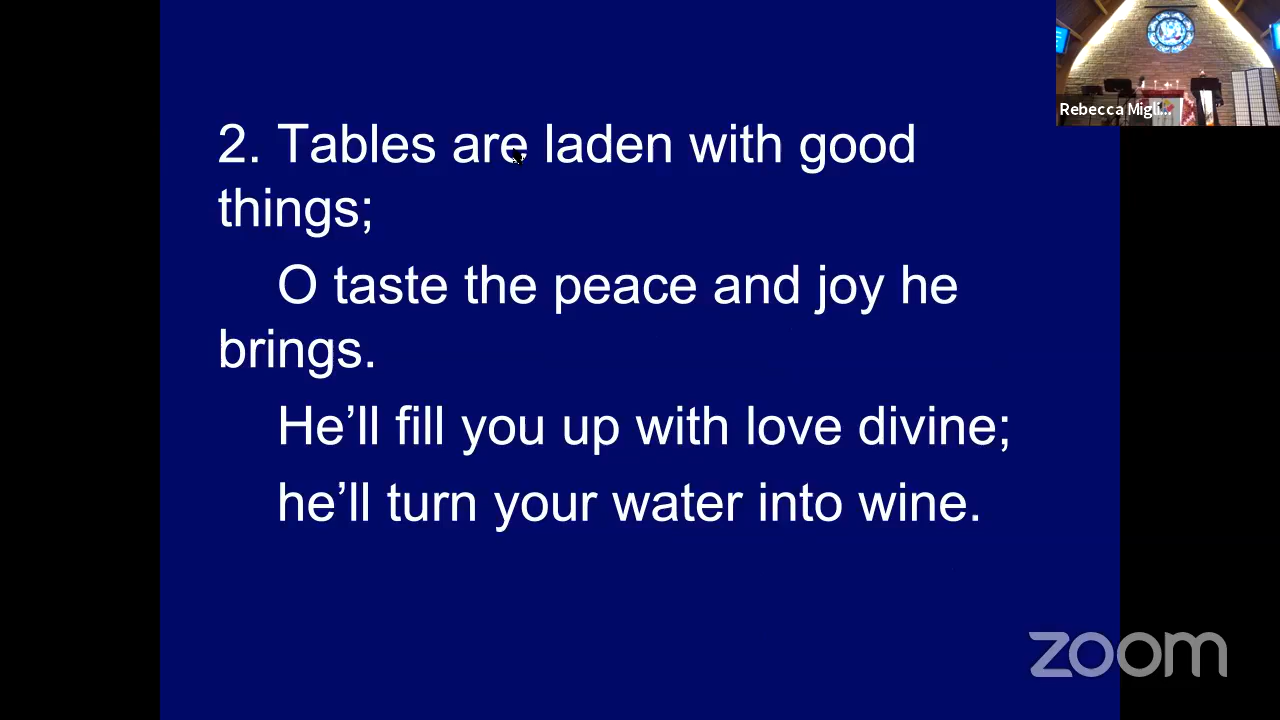 Rebecca Migli...
2. Tables are laden with good
things;
O taste the peace and joy he
brings.
He’ll fill you up with love divine;
he’ll turn your water into wine.
zoom